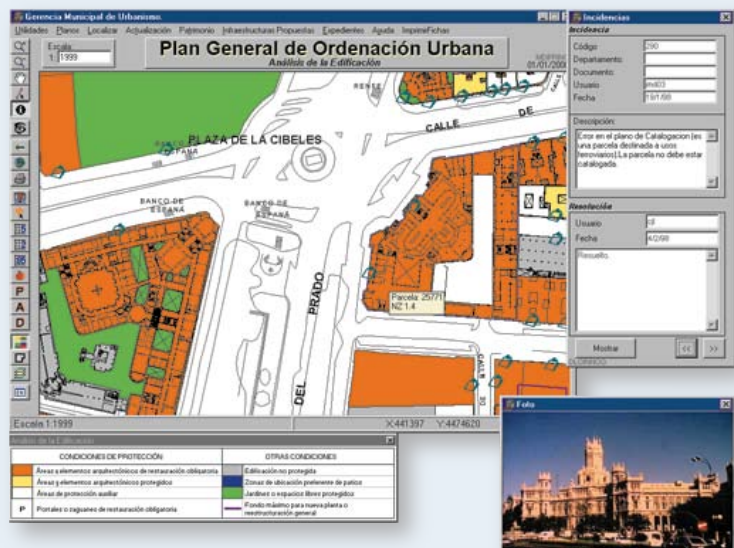 Gerencia Municipal de Urbanismo
Utilidades Planos Localizar Actualización Patrimonio Infraestructuras Propuestas Expedientes Ayuda ImprimirFichas
Escala:
1: 1999
Plan General de Ordenación Urbana
Análisis de la Edificación
PLAZA DE LA CIBELES
CALLE DE
BANCO DE
ESPAÑA
BANCO DE
ESPAÑA
BANCO DE
ESPAÑA
RENFE
DEL PRADO
CALLE
Parcela: 25771
NZ 1.4
P
A
D
Escala 1:1999
X:441397 Y:4474620
Incidencias
Incidencia
Código 290
Departamento:
Documento:
Usuario
Fecha
Descripción:
Error en el plano de Catalogacion (es
una parcela destinada a usos
ferroviarios).La parcela no debe estar
catalogada.
Resolución
Usuario
Fecha 4/2/98
Resuelto.
Mostrar
<<
>>
Análisis de la Edificación
CONDICIONES DE PROTECCIÓN
OTRAS CONDICIONES
Áreas y elementos arquitectónicos de restauración obligatoria
Edificación no protegida
Áreas y elementos arquitectónicos protegidos
Zonas de ubicación preferente de patios
Áreas de protección auxiliar
Jardines o espacios libres protegidos
P Portales o zaguanes de restauración obligatoria
Fondo máximo para nueva planta o
reestructuración general
Foto